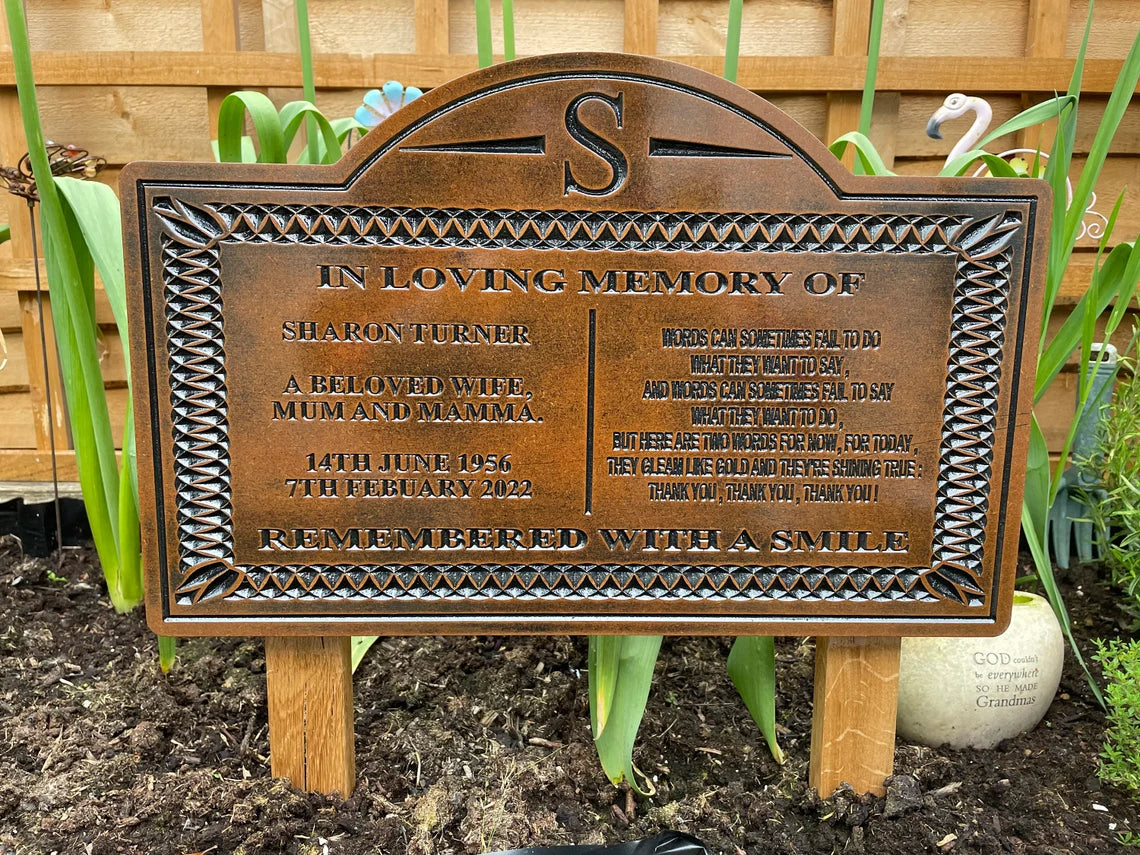 S
IN LOVING MEMORY OF
SHARON TURNER
A BELOVED WIFE,
MUM AND MAMMA.
14TH JUNE 1956
7TH FEBUARY 2022
WORDS CAN SOMETIMES FAIL TO DO
WHAT THEY WANT TO SAY ,
AND WORDS CAN SOMETIMES FAIL TO SAY
WHAT THEY WANT TO DO ,
BUT HERE ARE TWO WORDS FOR NOW , FOR TODAY ,
THEY GLEAM LIKE GOLD AND THEY'RE SHINING TRUE :
THANK YOU , THANK YOU , THANK YOU !
REMEMBERED WITH A SMILE
GOD couldn't
be everywhere
SO HE MADE
Grandmas